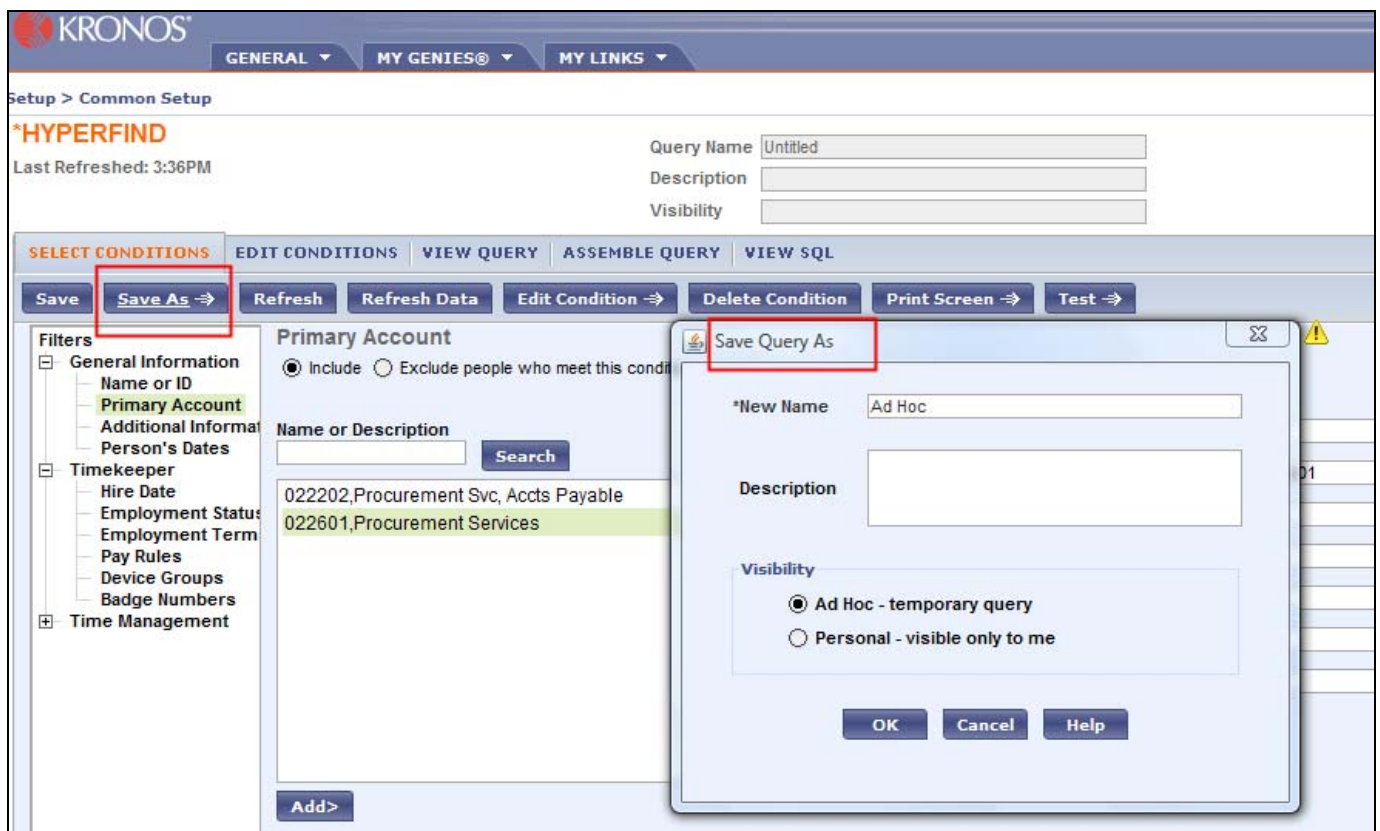 KRONOS®
GENERAL MY GENIES® MY LINKS
Setup > Common Setup
*HYPERFIND
Last Refreshed: 3:36PM
Query Name Untitled
Description
Visibility
SELECT CONDITIONS EDIT CONDITIONS VIEW QUERY ASSEMBLE QUERY VIEW SQL
Save Save As Refresh Refresh Data Edit Condition Delete Condition Print Screen Test
Filters
General Information
Name or ID
Primary Account
Additional Informat
Person's Dates
Timekeeper
Hire Date
Employment Status
Employment Term
Pay Rules
Device Groups
Badge Numbers
Time Management
Primary Account
Include Exclude people who meet this condit
Name or Description
Search
022202,Procurement Svc, Accts Payable
022601,Procurement Services
Add>
Save Query As
*New Name Ad Hoc
Description
Visibility
Ad Hoc - temporary query
Personal - visible only to me
OK Cancel Help
01